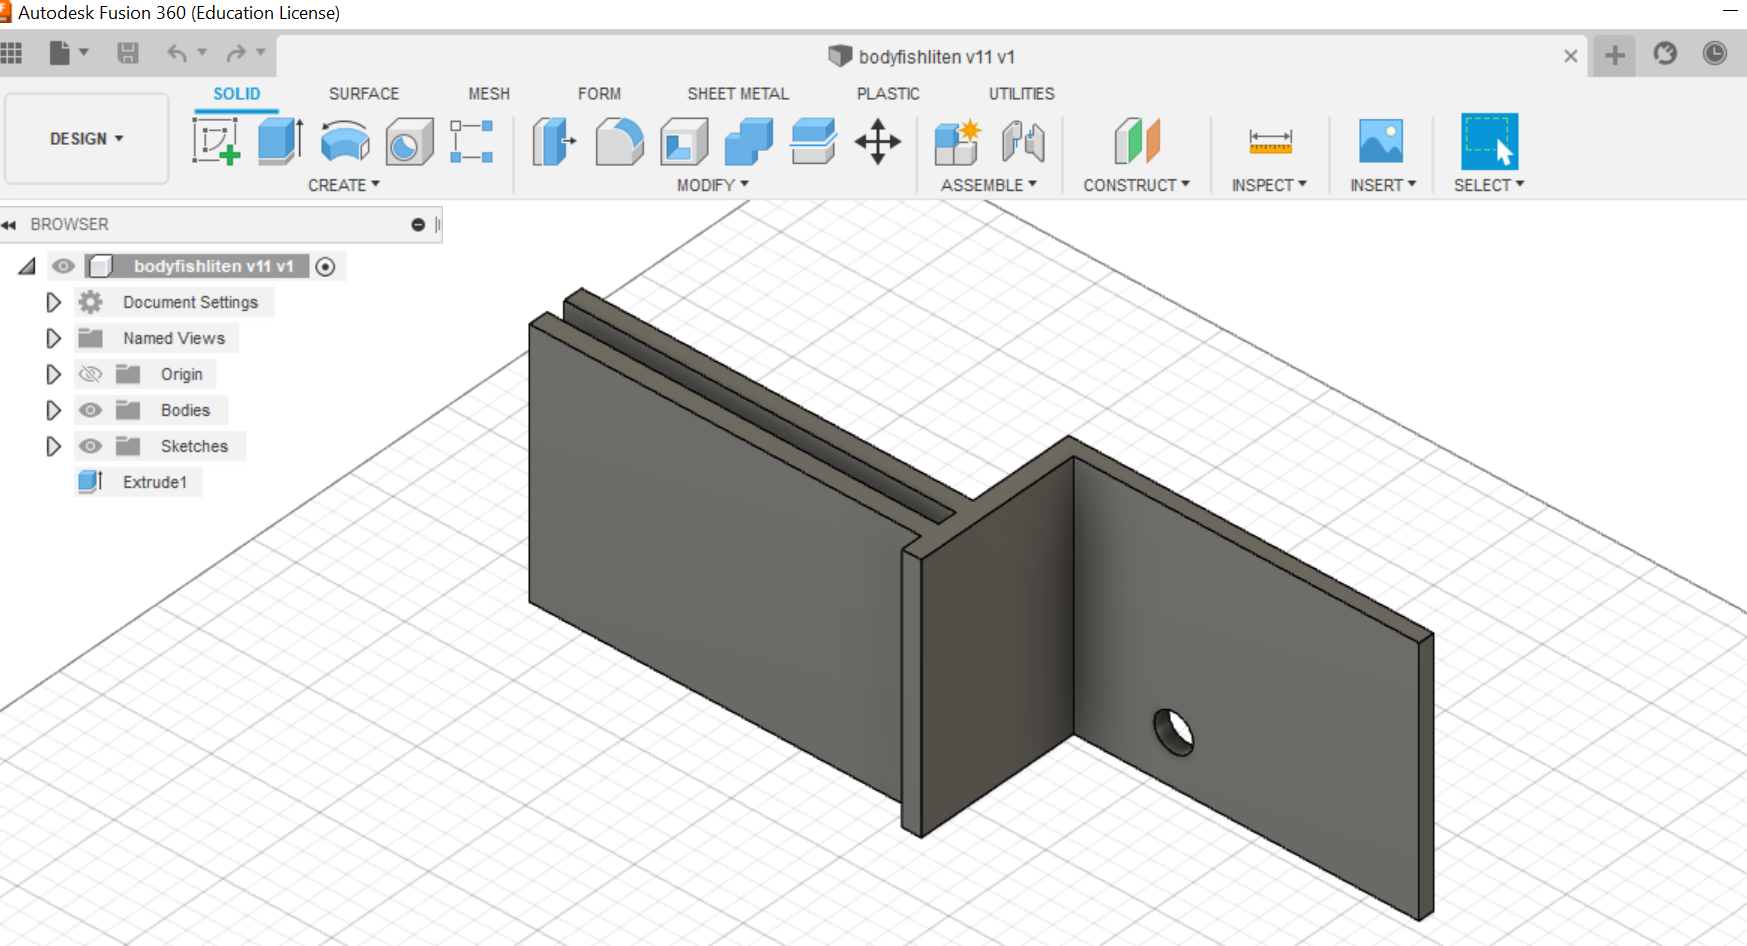 Autodesk Fusion 360 (Education License)
bodyfishliten v11 v1
SOLID SURFACE MESH FORM SHEET METAL PLASTIC UTILITIES
DESIGN
CREATE MODIFY ASSEMBLE CONSTRUCT INSPECT INSERT SELECT
BROWSER
bodyfishliten v11 v1
Document Settings
Named Views
Origin
Bodies
Sketches
Extrude1